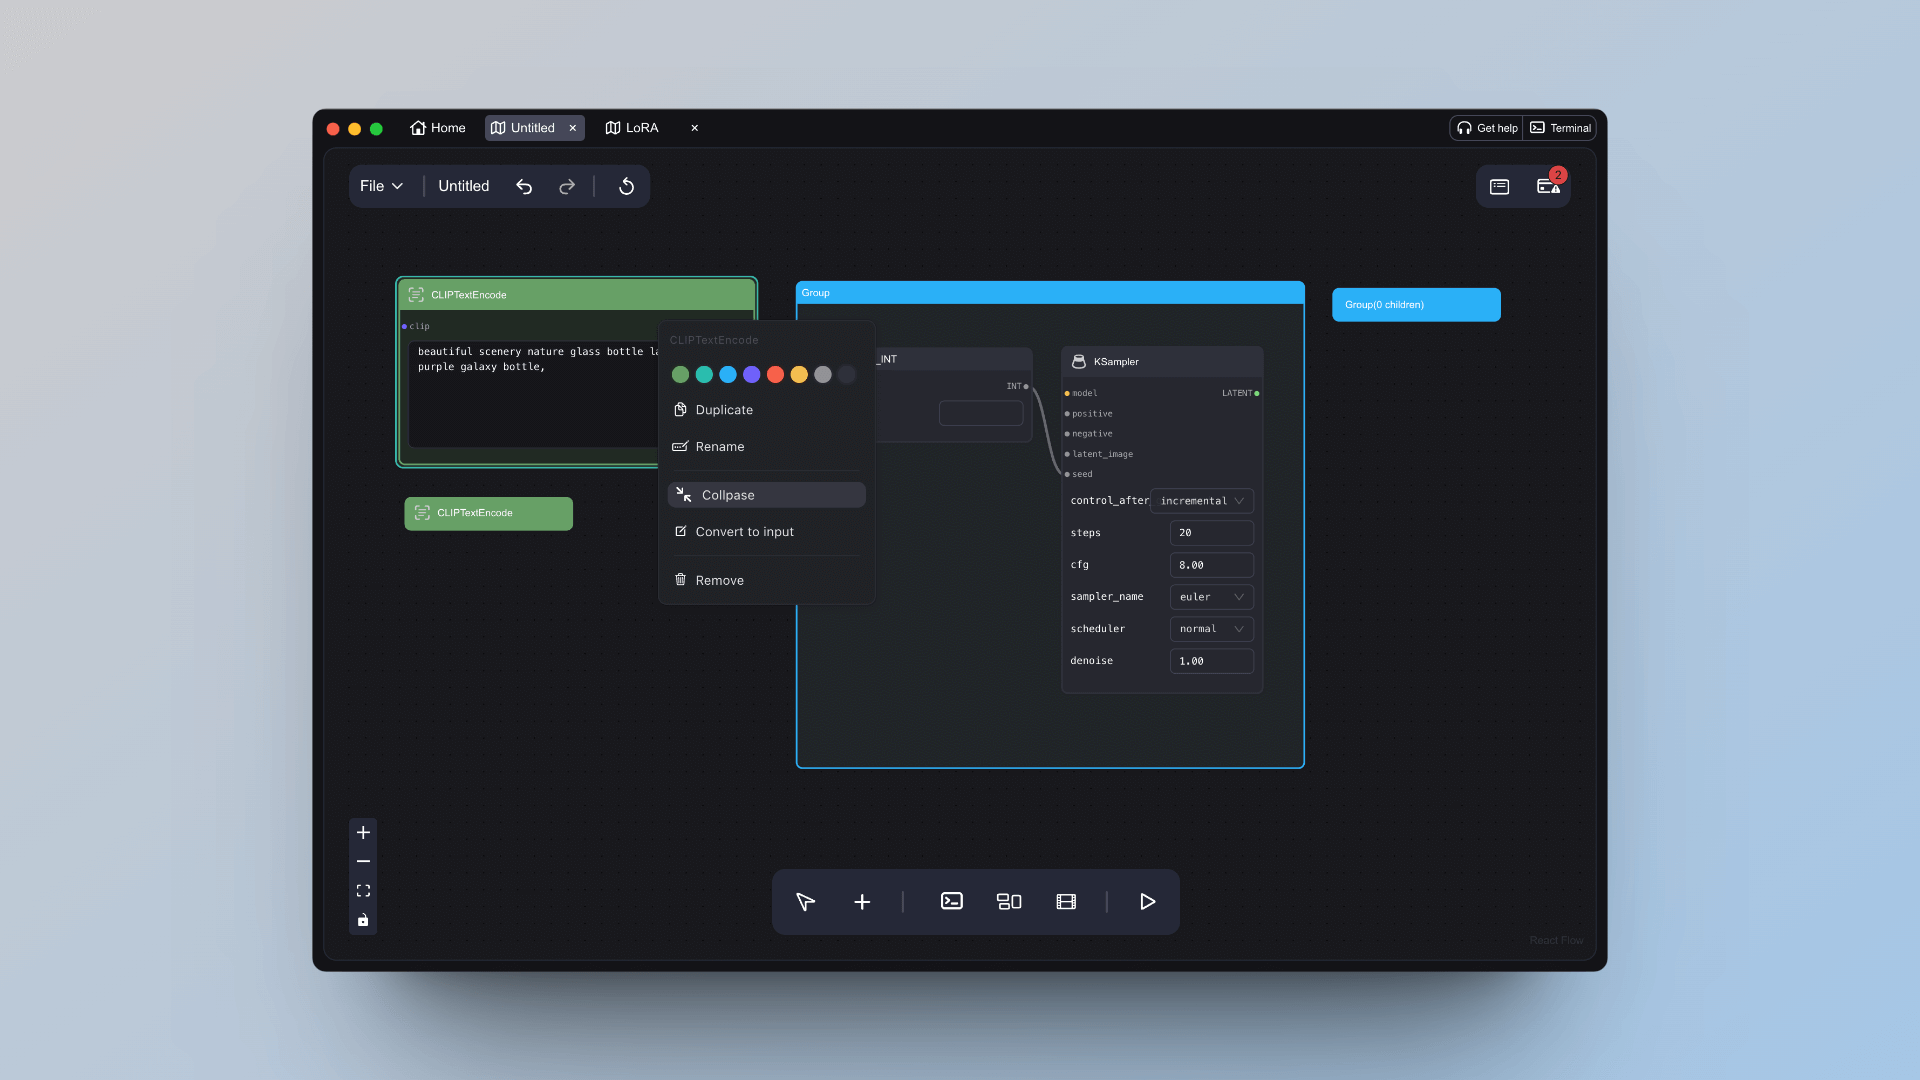 Home
Untitled
LoRA
Get help
Terminal
File
Untitled
2
CLIPTextEncode
clip
beautiful scenery nature glass bottle
purple galaxy bottle,
CLIPTextEncode
CLIPTextEncode
Duplicate
Rename
Collpase
Convert to input
Remove
Group
_INT
INT
KSampler
model
LATENT
positive
negative
latent_image
seed
control_after_ incremental
steps 20
cfg 8.00
sampler_name euler
scheduler normal
denoise 1.00
Group(0 children)
React Flow